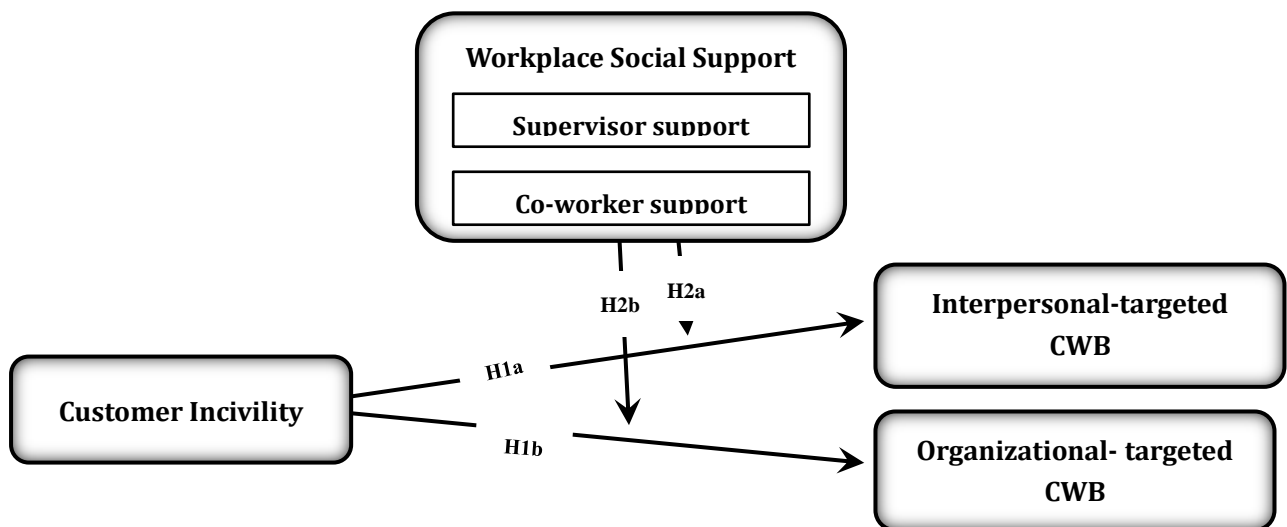 Workplace Social Support
Supervisor support
Co-worker support
H2b
H2a
Interpersonal-targeted
CWB
H1a
Customer Incivility
H1b
Organizational- targeted
CWB